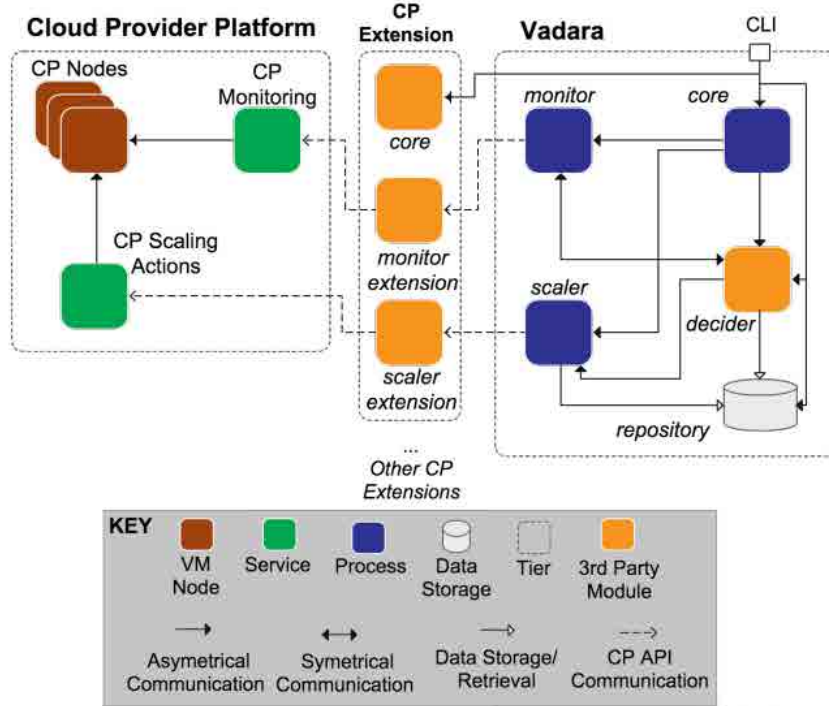 Cloud Provider Platform
CP
Extension
Vadara
CLI
CP Nodes
CP
Monitoring
core
monitor
core
CP Scaling
Actions
monitor
extension
scaler
decider
scaler
extension
repository
...
Other CP
Extensions
KEY
VM
Node
Service
Process
Data
Storage
Tier
3rd Party
Module
Asymetrical
Communication
Symetrical
Communication
Data Storage/
Retrieval
CP API
Communication